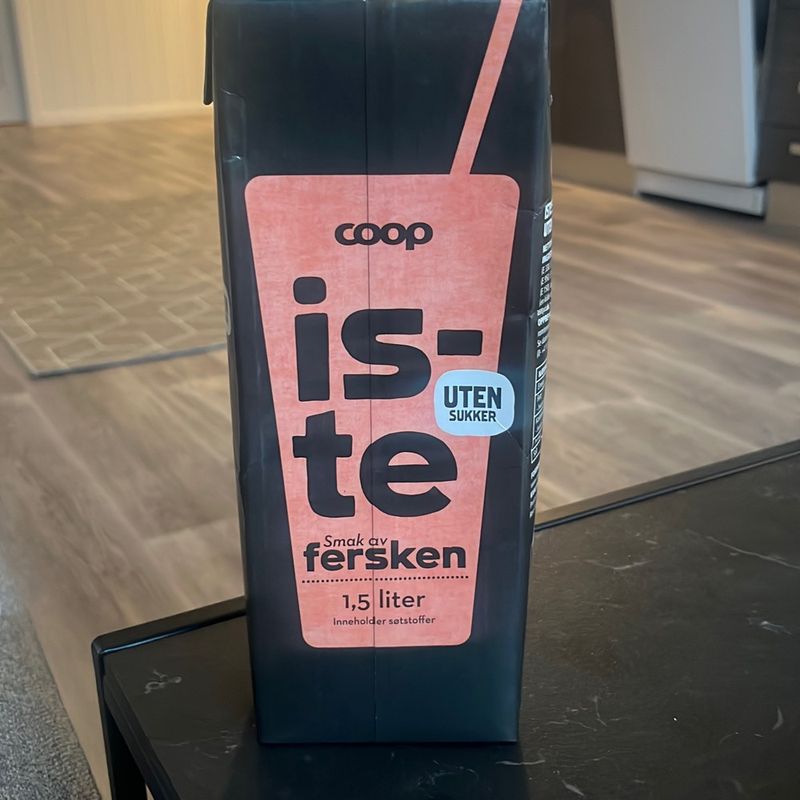 coop
is-
te
UTEN
SUKKER
Smak av
fersken
1,5 liter
Inneholder søtstoffer